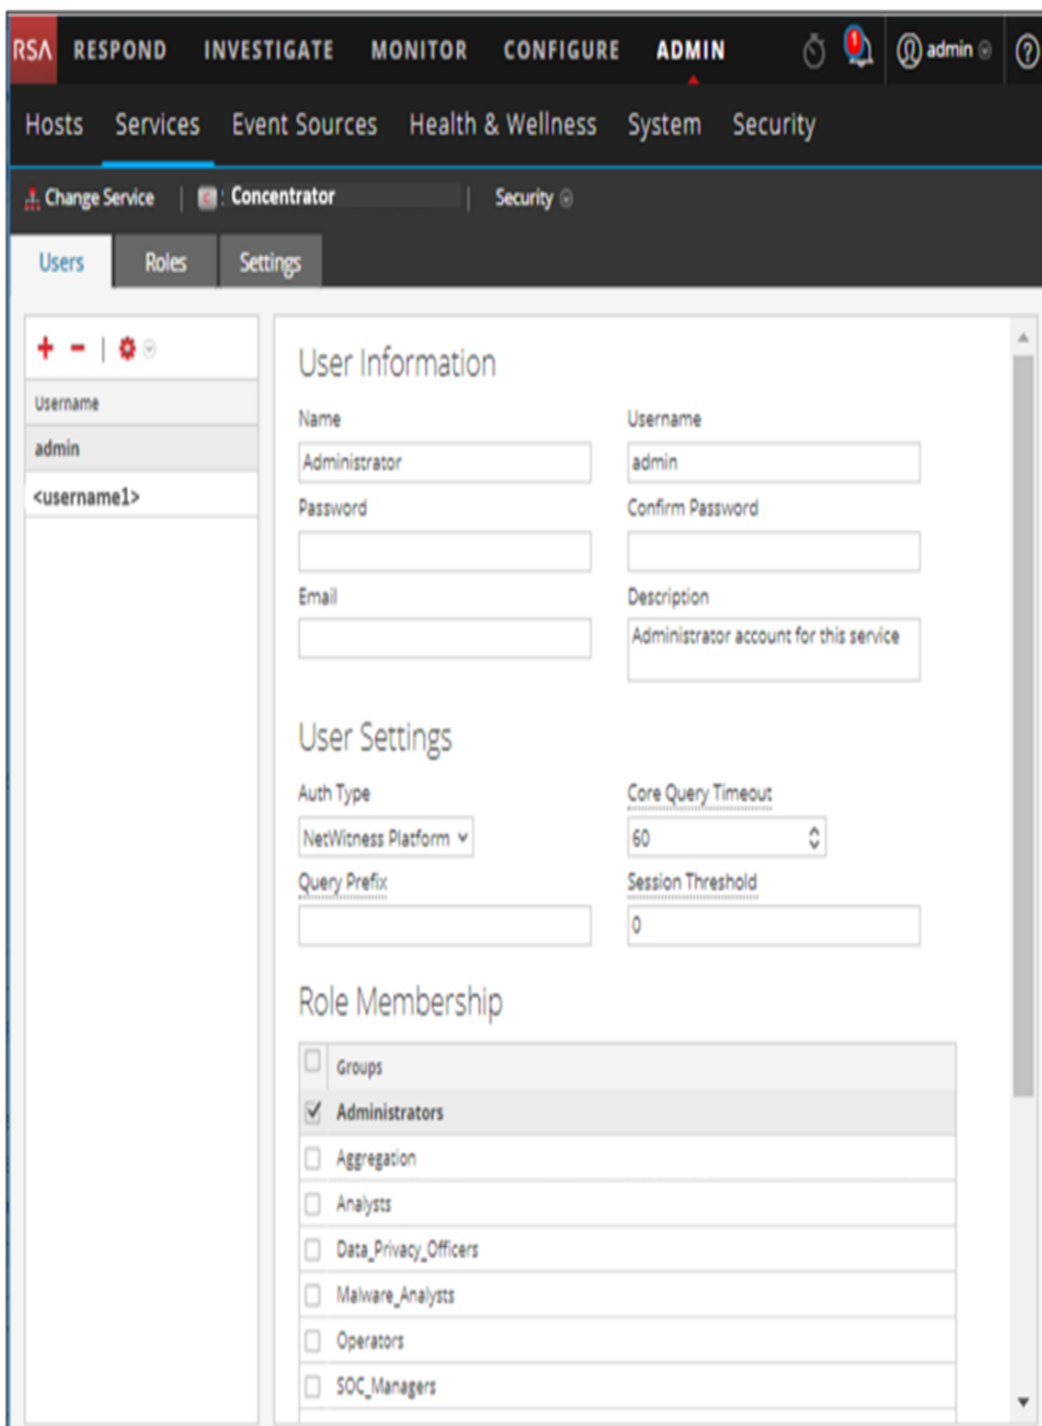 RSA RESPOND INVESTIGATE MONITOR CONFIGURE ADMIN 1 admin ?
Hosts Services Event Sources Health & Wellness System Security
Change Service | C : Concentrator | Security
Users Roles Settings
+ − |
Username
admin
<username1>
User Information
Name Username
Administrator admin
Password Confirm Password
Email Description
Administrator account for this service
User Settings
Auth Type Core Query Timeout
NetWitness Platform 60
Query Prefix Session Threshold
0
Role Membership
Groups
Administrators
Aggregation
Analysts
Data_Privacy_Officers
Malware_Analysts
Operators
SOC_Managers